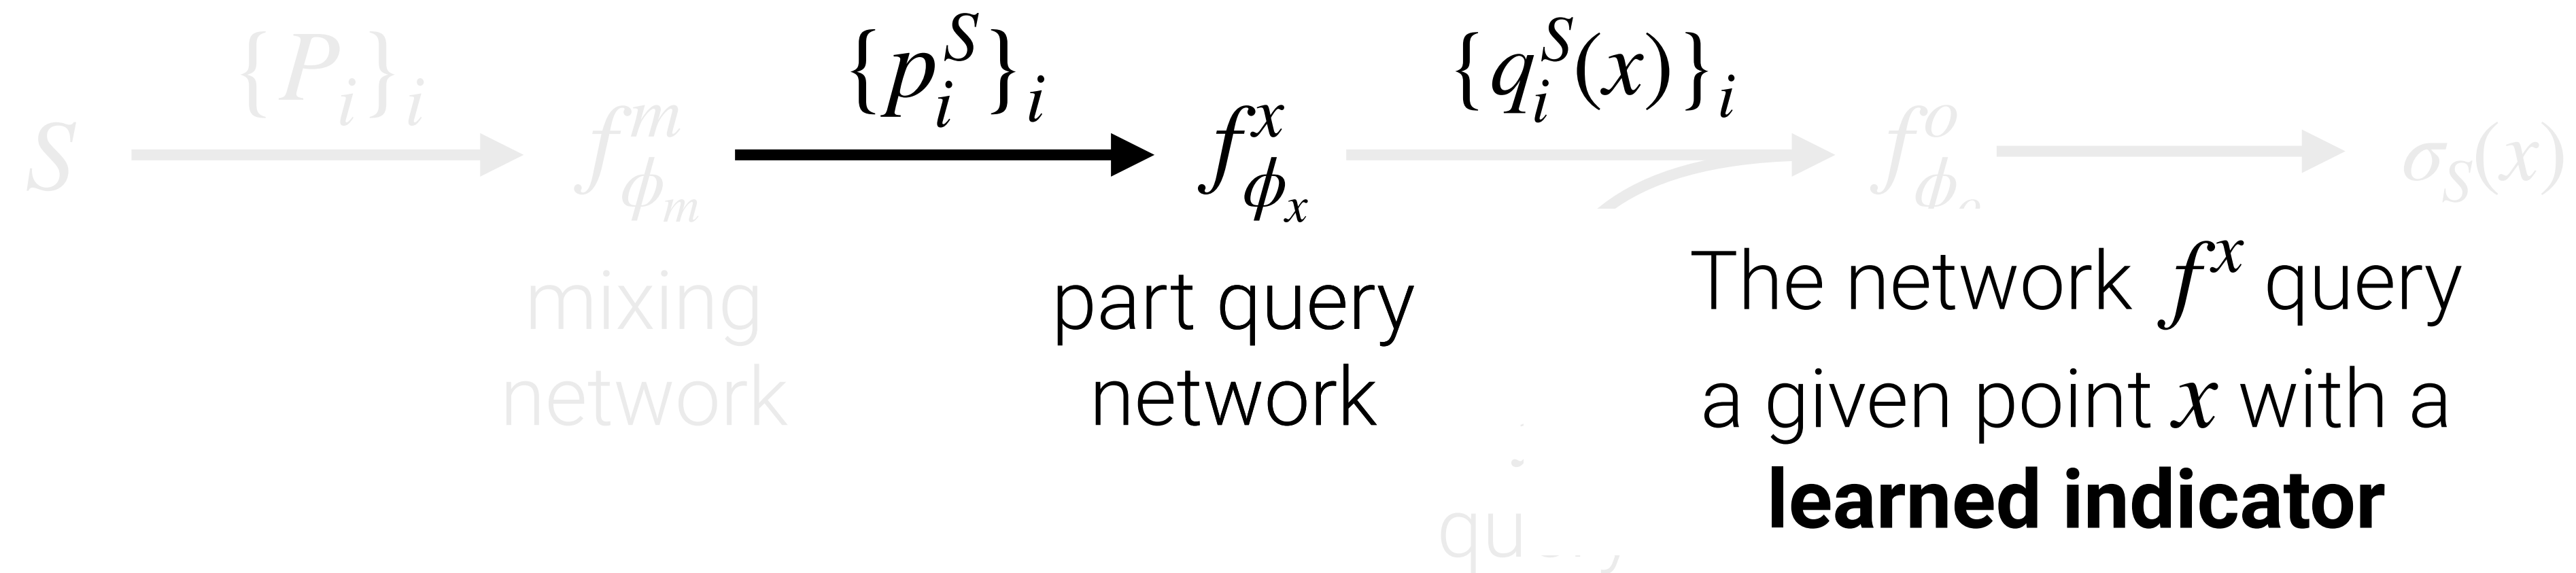 S {P_i}_i f^m_{ϕ_m} {p_i^S}_i f^x_{ϕ_x} {q_i^S(x)}_i f^o_ϕ σ_S(x)
mixing
network
part query
network
The network f^x query
a given point x with a
learned indicator